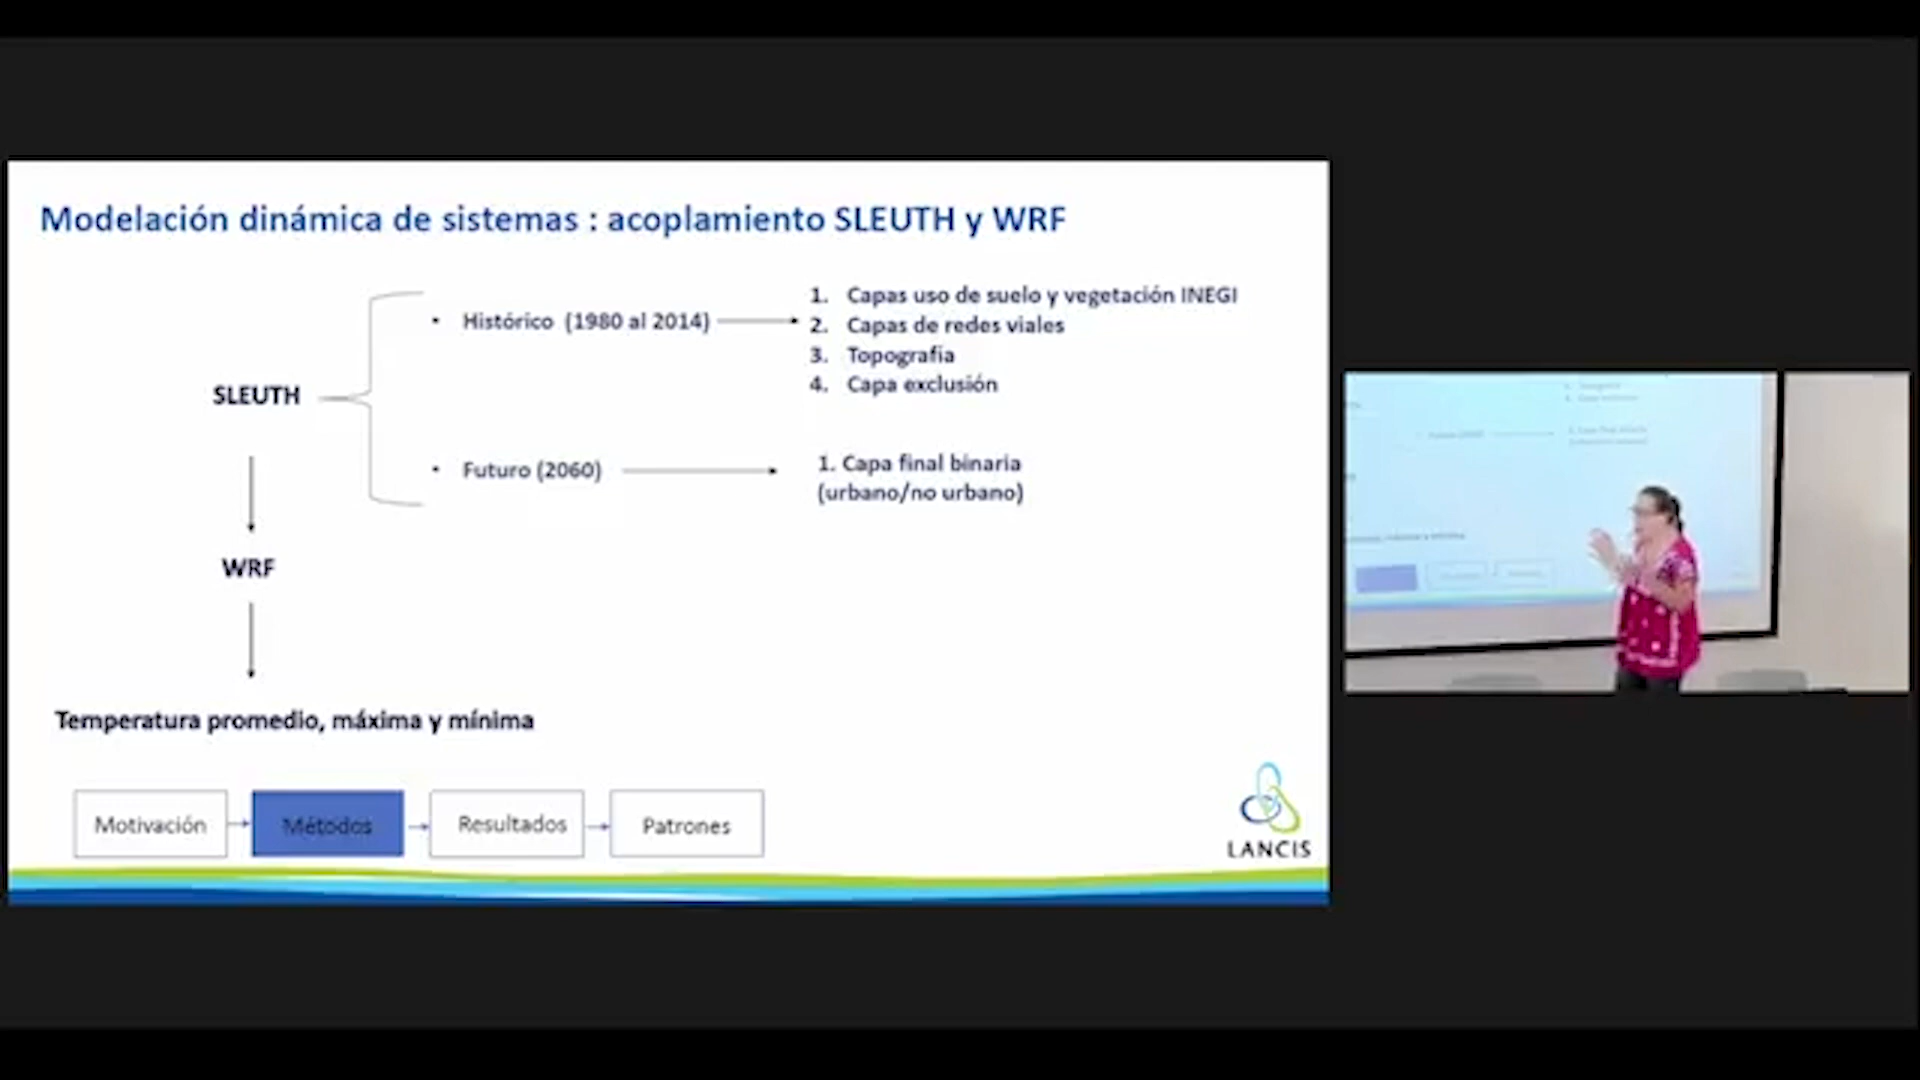 Modelación dinámica de sistemas : acoplamiento SLEUTH y WRF
1. Capas uso de suelo y vegetación INEGI
Histórico (1980 al 2014)
2. Capas de redes viales
3. Topografía
4. Capa exclusión
SLEUTH
Futuro (2060)
1. Capa final binaria
(urbano/no urbano)
WRF
Temperatura promedio, máxima y mínima
Motivación
Métodos
Resultados
Patrones
LANCIS